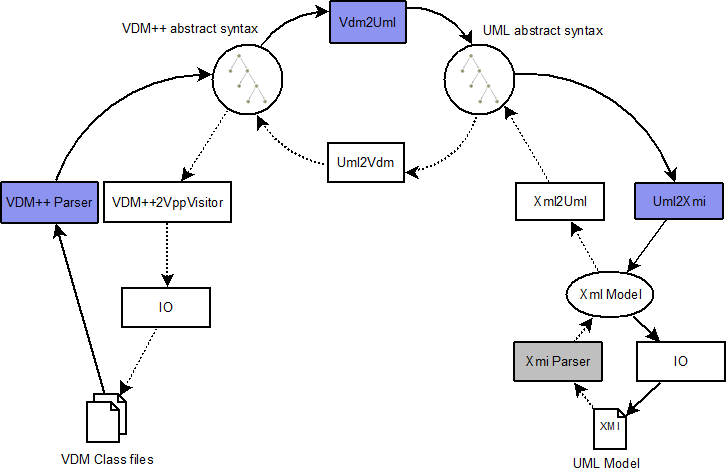 Vdm2Uml
VDM++ abstract syntax
UML abstract syntax
Uml2Vdm
VDM++ Parser
VDM++2VppVisitor
Xml2Uml
Uml2Xmi
IO
Xml Model
Xmi Parser
IO
XMI
VDM Class files
UML Model